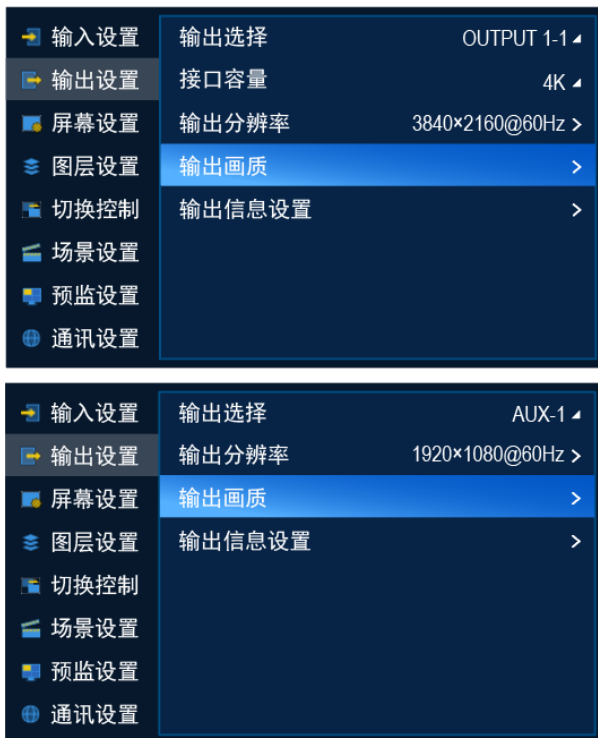 输入设置 输出选择 OUTPUT 1-1
输出设置 接口容量 4K
屏幕设置 输出分辨率 3840×2160@60Hz >
图层设置 输出画质 >
切换控制 输出信息设置 >
场景设置
预监设置
通讯设置
输入设置 输出选择 AUX-1
输出设置 输出分辨率 1920×1080@60Hz >
屏幕设置 输出画质 >
图层设置 输出信息设置 >
切换控制
场景设置
预监设置
通讯设置